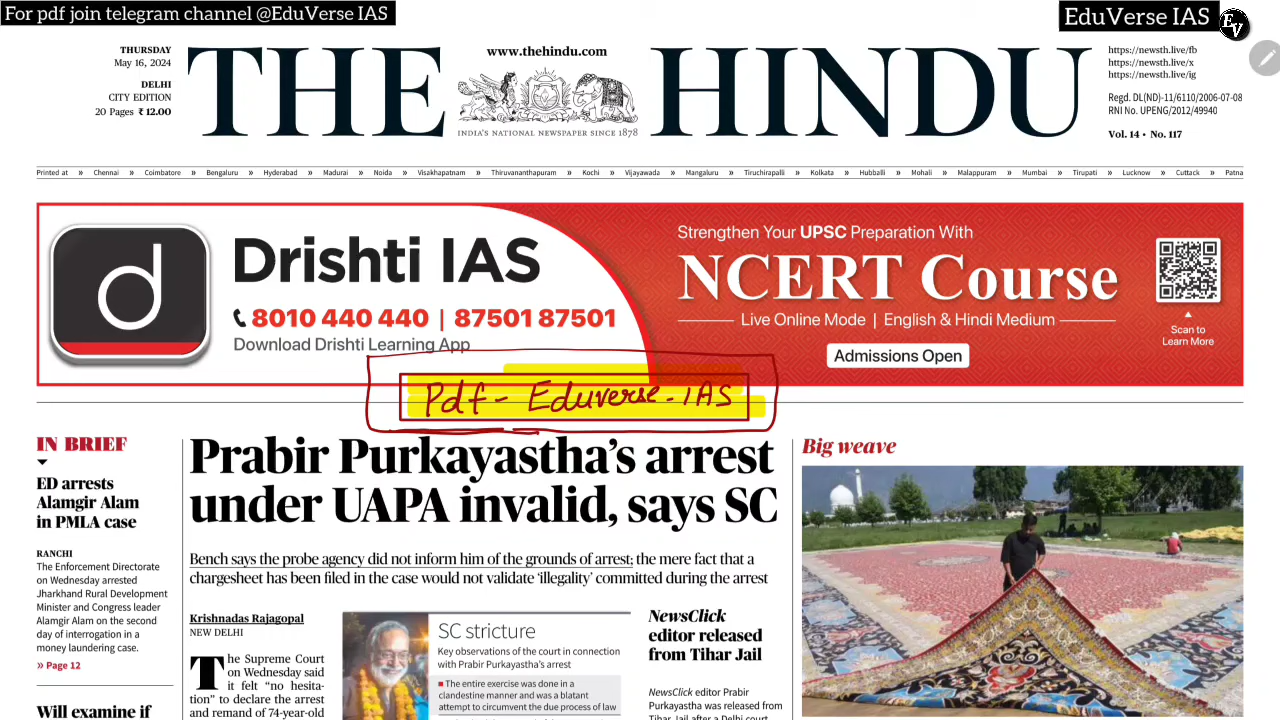 For pdf join telegram channel @EduVerse IAS
EduVerse IAS
EV
THURSDAY
May 16, 2024
DELHI
CITY EDITION
20 Pages ₹12.00
THE HINDU
www.thehindu.com
INDIA'S NATIONAL NEWSPAPER SINCE 1878
https://newsth.live/fb
https://newsth.live/x
https://newsth.live/ig
Regd. DL(ND)-11/6110/2006-07-08
RNI No. UPENG/2012/49940
Vol. 14 • No. 117
Printed at » Chennai » Coimbatore » Bengaluru » Hyderabad » Madurai » Noida » Visakhapatnam » Thiruvananthapuram » Kochi » Vijayawada » Mangaluru » Tiruchirapalli » Kolkata » Hubballi » Mohali » Malappuram » Mumbai » Tirupati » Lucknow » Cuttack » Patna
d
Drishti IAS
8010 440 440 | 87501 87501
Download Drishti Learning App
Strengthen Your UPSC Preparation With
NCERT Course
Live Online Mode | English & Hindi Medium
Admissions Open
Scan to
Learn More
Pdf - Eduverse - IAS
IN BRIEF
ED arrests
Alamgir Alam
in PMLA case
RANCHI
The Enforcement Directorate
on Wednesday arrested
Jharkhand Rural Development
Minister and Congress leader
Alamgir Alam on the second
day of interrogation in a
money laundering case.
» Page 12
Will examine if
Prabir Purkayastha's arrest
under UAPA invalid, says SC
Bench says the probe agency did not inform him of the grounds of arrest; the mere fact that a
chargesheet has been filed in the case would not validate 'illegality' committed during the arrest
Krishnadas Rajagopal
NEW DELHI
The Supreme Court
on Wednesday said
it felt "no hesita-
tion" to declare the arrest
and remand of 74-year-old
SC stricture
Key observations of the court in connection
with Prabir Purkayastha's arrest
■ The entire exercise was done in a
clandestine manner and was a blatant
attempt to circumvent the due process of law
NewsClick
editor released
from Tihar Jail
NewsClick editor Prabir
Purkayastha was released from
Tihar Jail after a Delhi court
Big weave